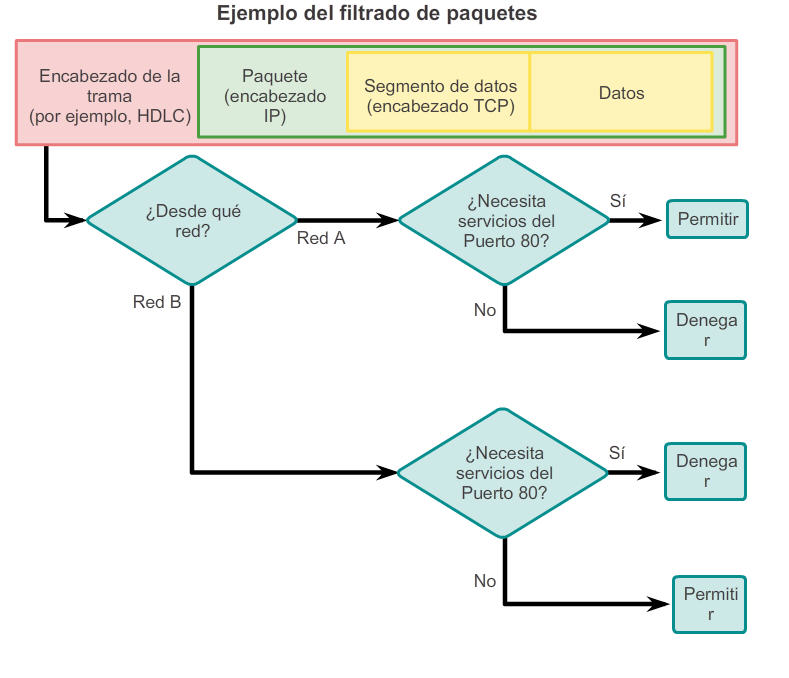 Ejemplo del filtrado de paquetes
Encabezado de la
trama
(por ejemplo, HDLC)
Paquete
(encabezado
IP)
Segmento de datos
(encabezado TCP)
Datos
¿Desde qué
red?
Red A
¿Necesita
servicios del
Puerto 80?
Sí
Permitir
No
Denega
r
Red B
¿Necesita
servicios del
Puerto 80?
Sí
Denega
r
No
Permiti
r